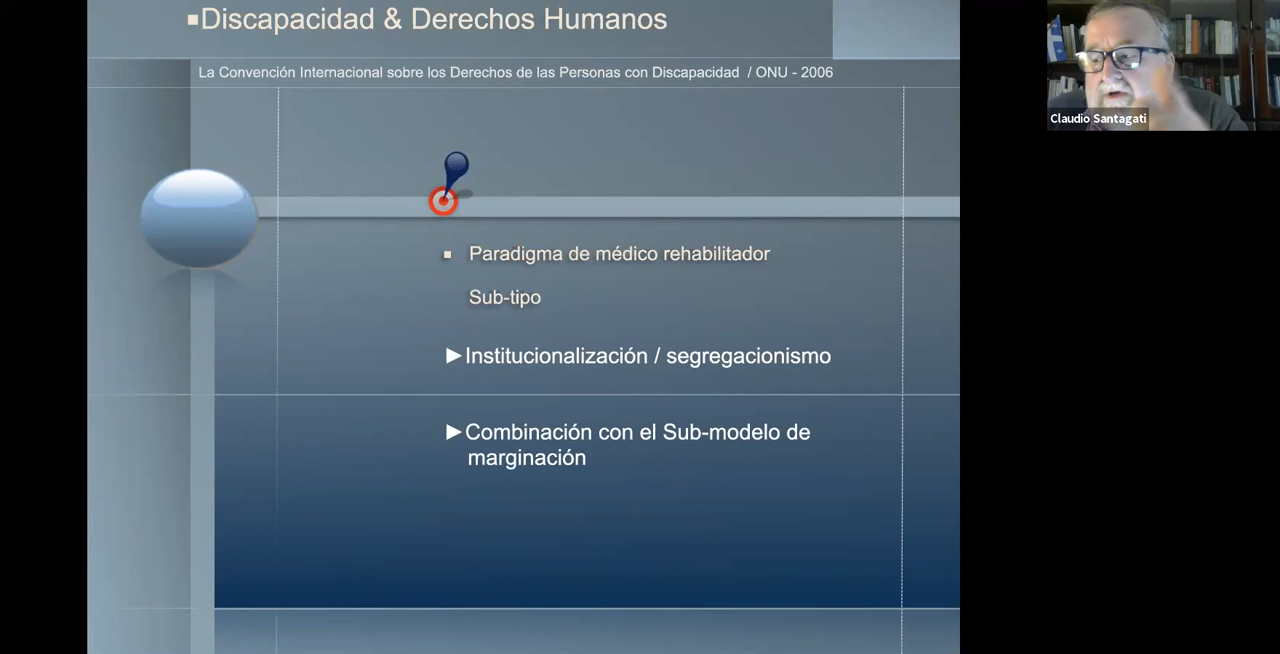 ▪Discapacidad & Derechos Humanos
La Convención Internacional sobre los Derechos de las Personas con Discapacidad / ONU - 2006
Claudio Santagati
▪ Paradigma de médico rehabilitador
Sub-tipo
►Institucionalización / segregacionismo
►Combinación con el Sub-modelo de
marginación